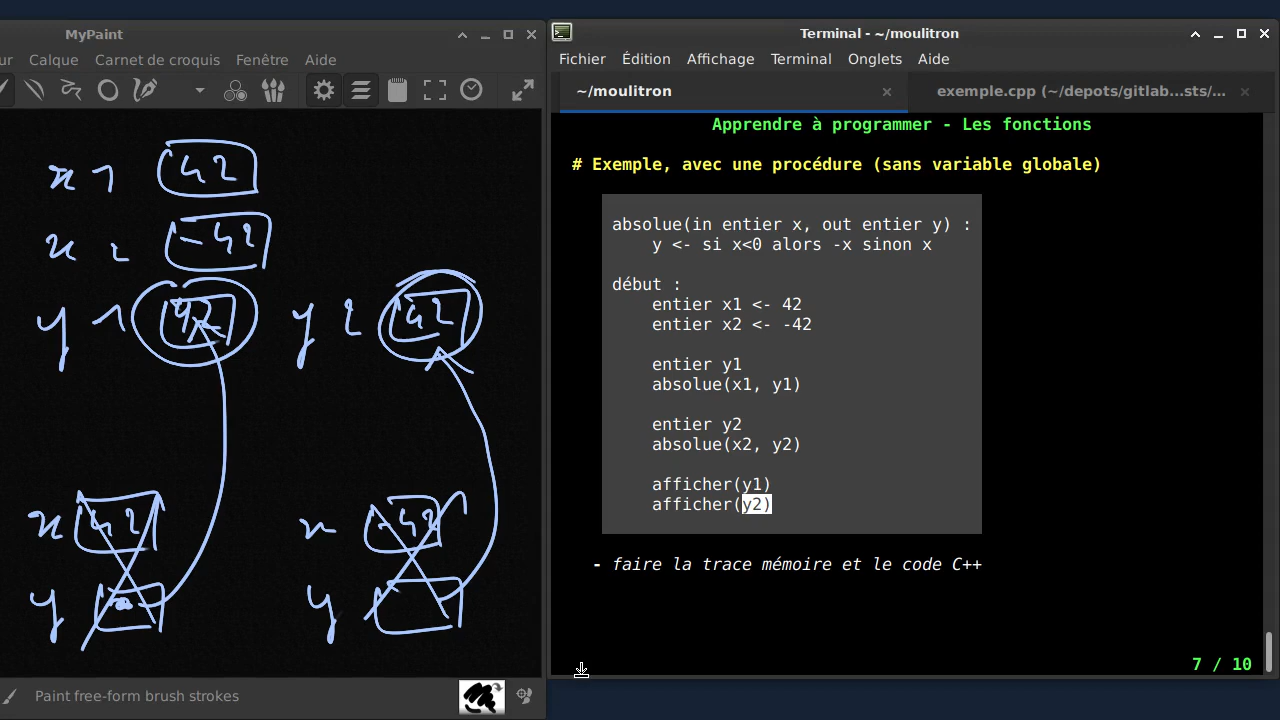 MyPaint
ur Calque Carnet de croquis Fenêtre Aide
x1 42
x2 -42
y1 42 y2 42
x 42 x -42
y y
Paint free-form brush strokes
Terminal - ~/moulitron
Fichier Édition Affichage Terminal Onglets Aide
~/moulitron exemple.cpp (~/depots/gitlab...sts/...
Apprendre à programmer - Les fonctions
# Exemple, avec une procédure (sans variable globale)
absolue(in entier x, out entier y) :
y <- si x<0 alors -x sinon x
début :
entier x1 <- 42
entier x2 <- -42
entier y1
absolue(x1, y1)
entier y2
absolue(x2, y2)
afficher(y1)
afficher(y2)
- faire la trace mémoire et le code C++
7 / 10